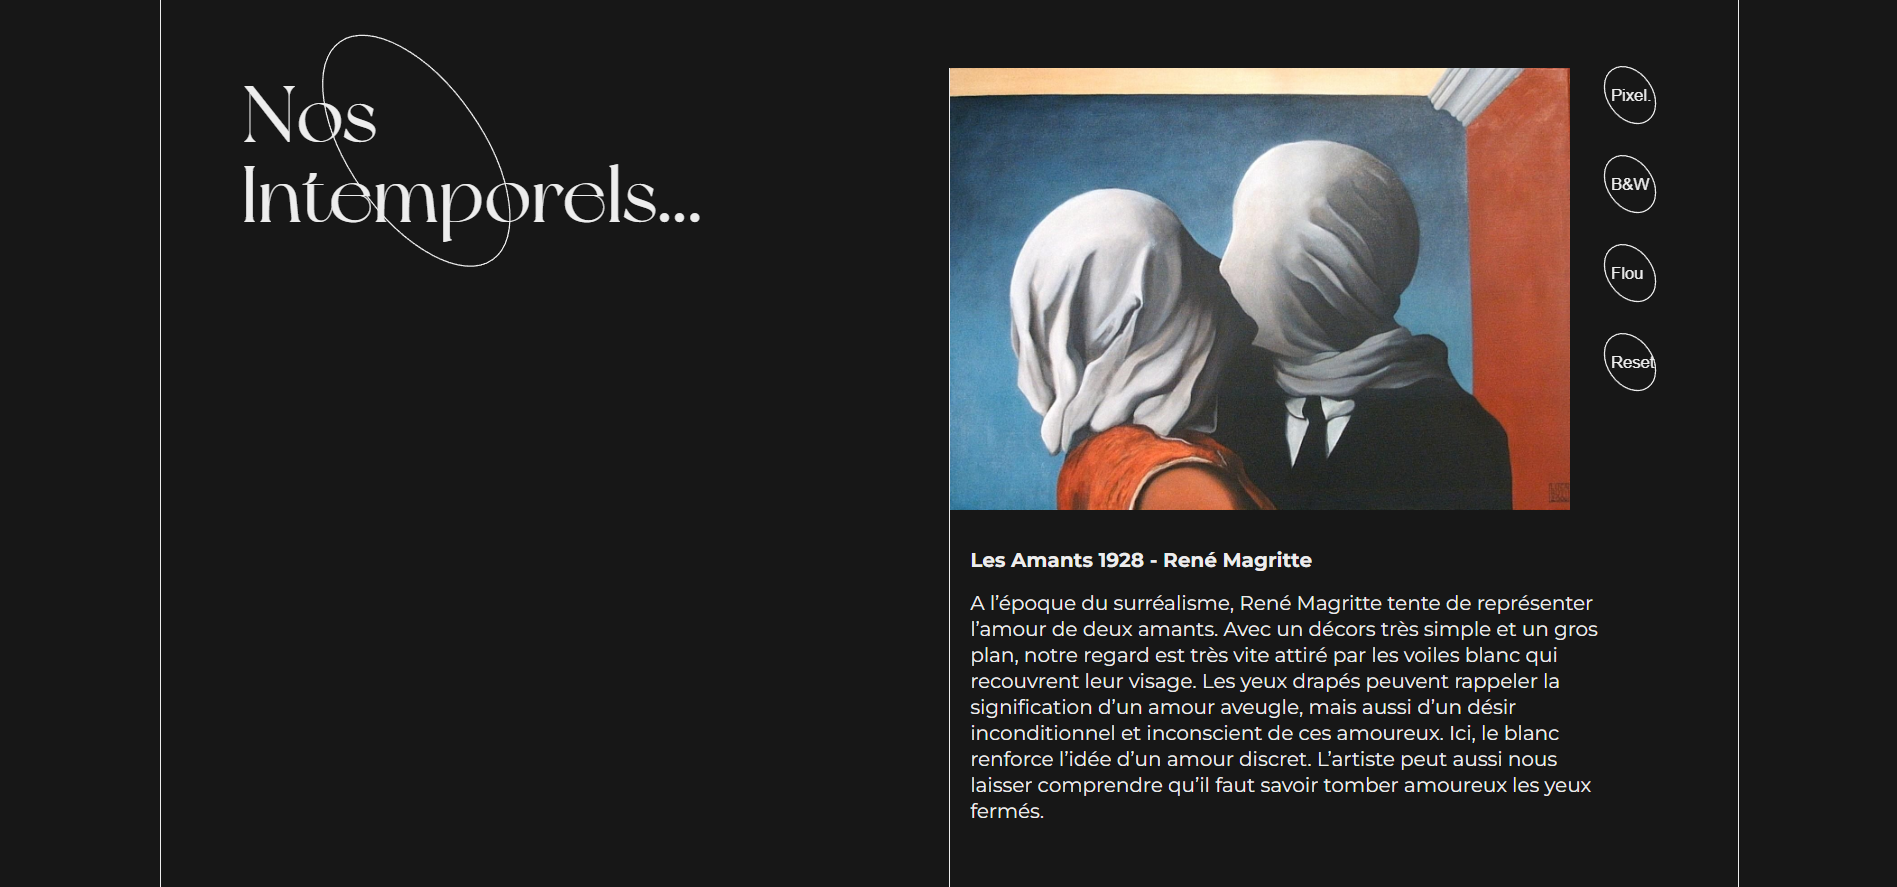 Nos
Intemporels...
Pixel.
B&W
Flou
Reset
Les Amants 1928 - René Magritte
A l’époque du surréalisme, René Magritte tente de représenter
l’amour de deux amants. Avec un décors très simple et un gros
plan, notre regard est très vite attiré par les voiles blanc qui
recouvrent leur visage. Les yeux drapés peuvent rappeler la
signification d’un amour aveugle, mais aussi d’un désir
inconditionnel et inconscient de ces amoureux. Ici, le blanc
renforce l’idée d’un amour discret. L’artiste peut aussi nous
laisser comprendre qu’il faut savoir tomber amoureux les yeux
fermés.